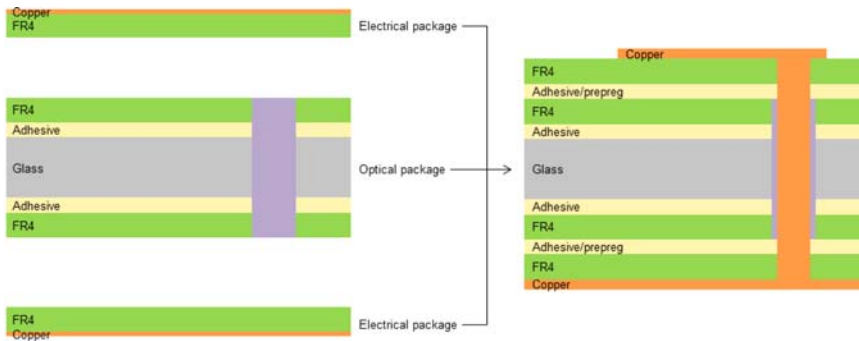 Copper
FR4
Electrical package
FR4
Adhesive
Glass
Optical package
Adhesive
FR4
FR4
Copper
Electrical package
Copper
FR4
Adhesive/prepreg
FR4
Adhesive
Glass
Adhesive
FR4
Adhesive/prepreg
FR4
Copper